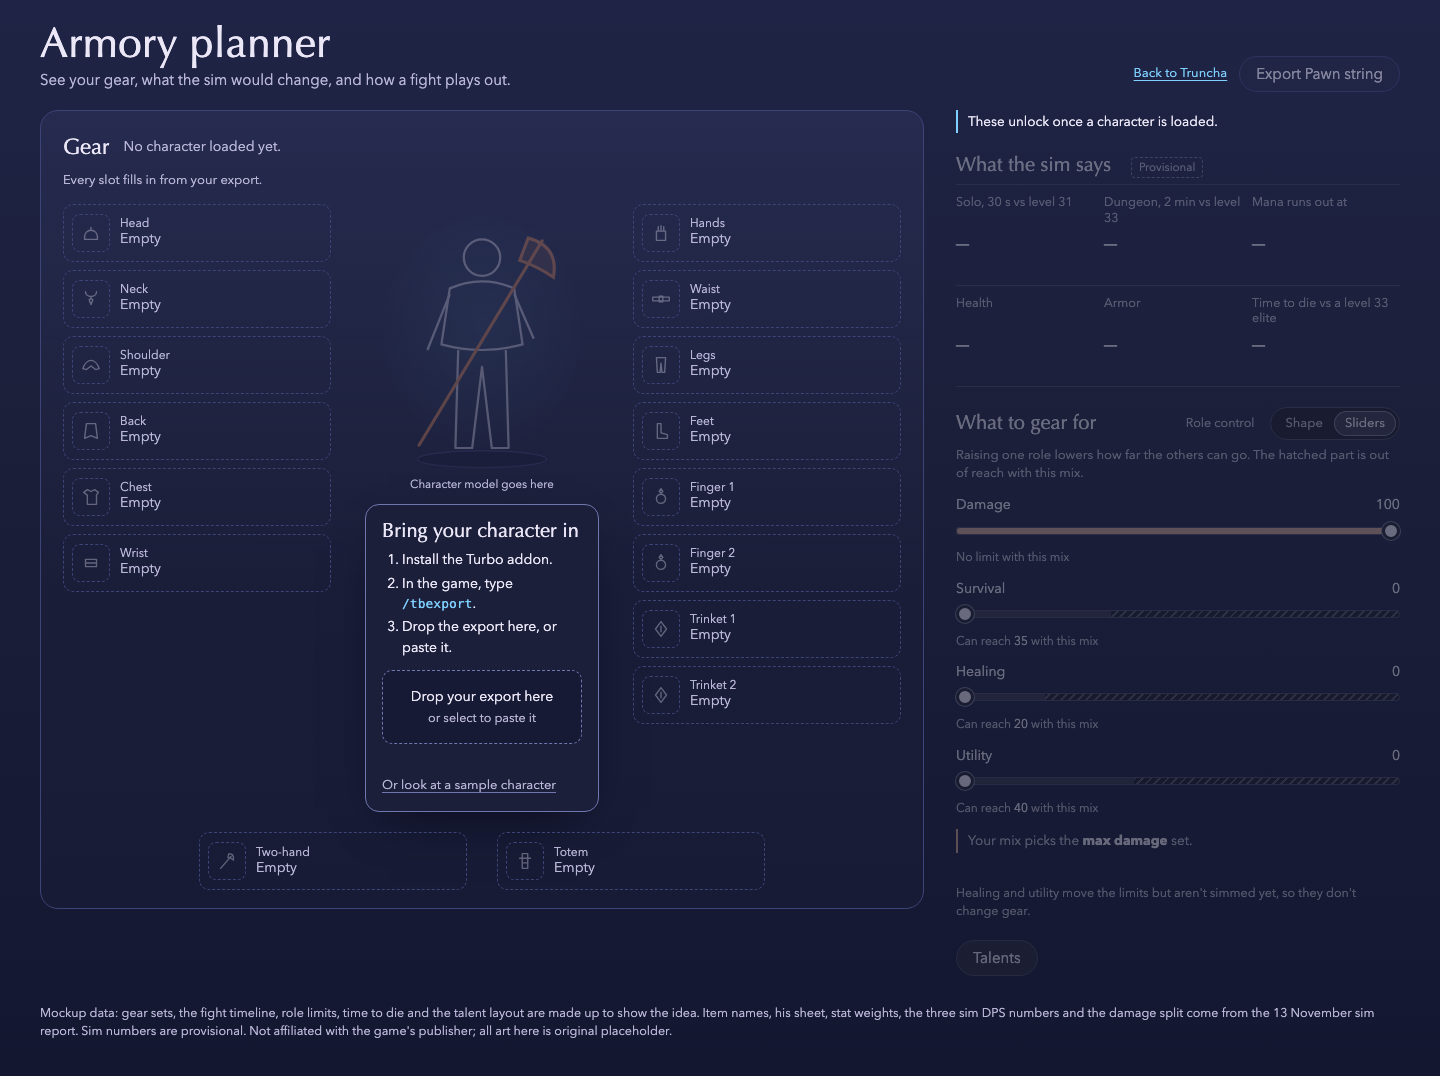 Armory planner
See your gear, what the sim would change, and how a fight plays out.
Back to Truncha
Export Pawn string
Gear
No character loaded yet.
Every slot fills in from your export.
Head
Empty
Neck
Empty
Shoulder
Empty
Back
Empty
Chest
Empty
Wrist
Empty
Character model goes here
Bring your character in
1. Install the Turbo addon.
2. In the game, type
/tbexport.
3. Drop the export here, or
paste it.
Drop your export here
or select to paste it
Or look at a sample character
Hands
Empty
Waist
Empty
Legs
Empty
Feet
Empty
Finger 1
Empty
Finger 2
Empty
Trinket 1
Empty
Trinket 2
Empty
Two-hand
Empty
Totem
Empty
These unlock once a character is loaded.
What the sim says
Provisional
Solo, 30 s vs level 31
—
Dungeon, 2 min vs level
33
—
Mana runs out at
—
Health
—
Armor
—
Time to die vs a level 33
elite
—
What to gear for
Role control
Shape
Sliders
Raising one role lowers how far the others can go. The hatched part is out
of reach with this mix.
Damage
100
No limit with this mix
Survival
0
Can reach 35 with this mix
Healing
0
Can reach 20 with this mix
Utility
0
Can reach 40 with this mix
Your mix picks the max damage set.
Healing and utility move the limits but aren't simmed yet, so they don't
change gear.
Talents
Mockup data: gear sets, the fight timeline, role limits, time to die and the talent layout are made up to show the idea. Item names, his sheet, stat weights, the three sim DPS numbers and the damage split come from the 13 November sim
report. Sim numbers are provisional. Not affiliated with the game's publisher; all art here is original placeholder.